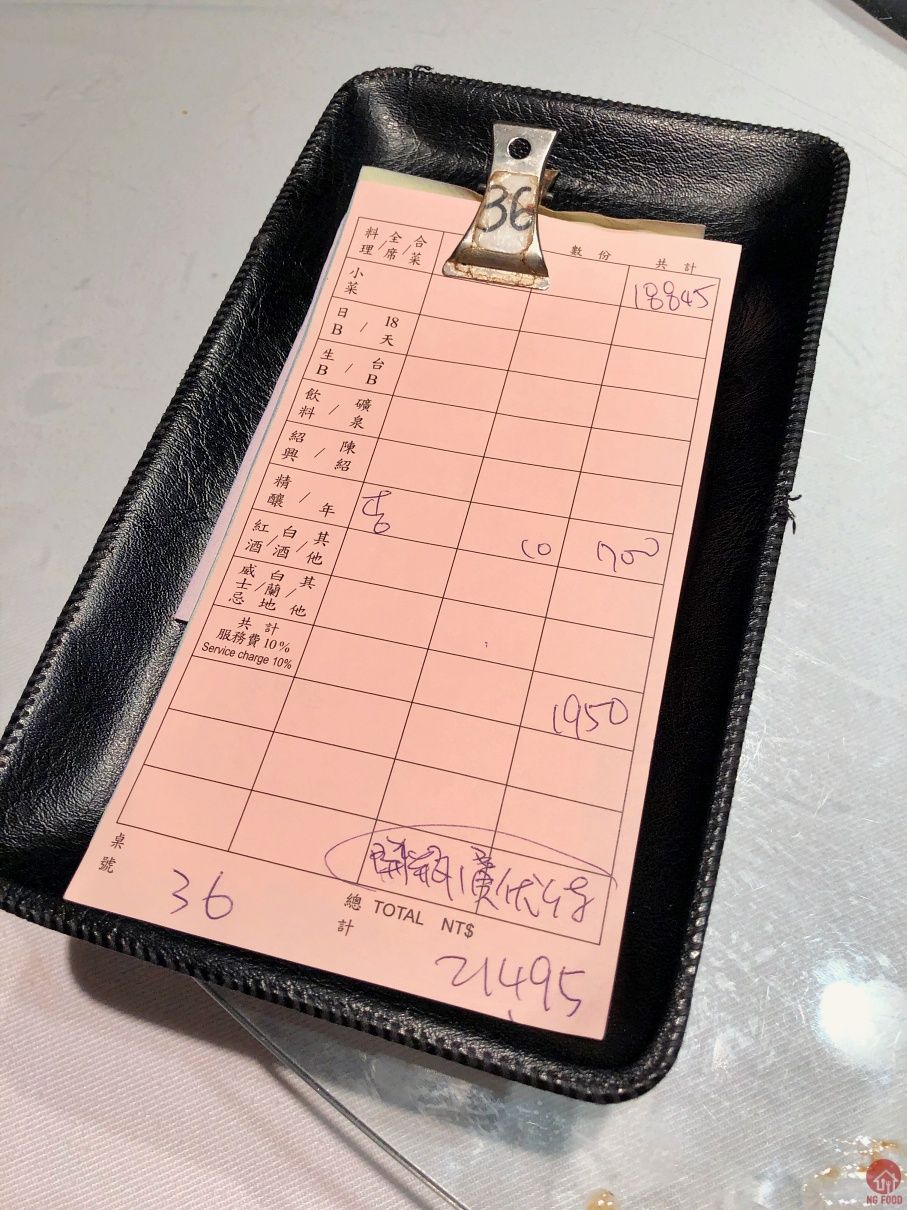 36
料理/全席/合菜 數份 共計
18845
小菜
日B/18天
生B/台B
飲料/礦泉
紹興/陳紹
精釀/年
10 700
紅酒/白酒/其他
威士忌/白蘭地/其他
共計
服務費10%
Service charge 10%
1950
桌號 36
總計 TOTAL NT$
21495
NG FOOD